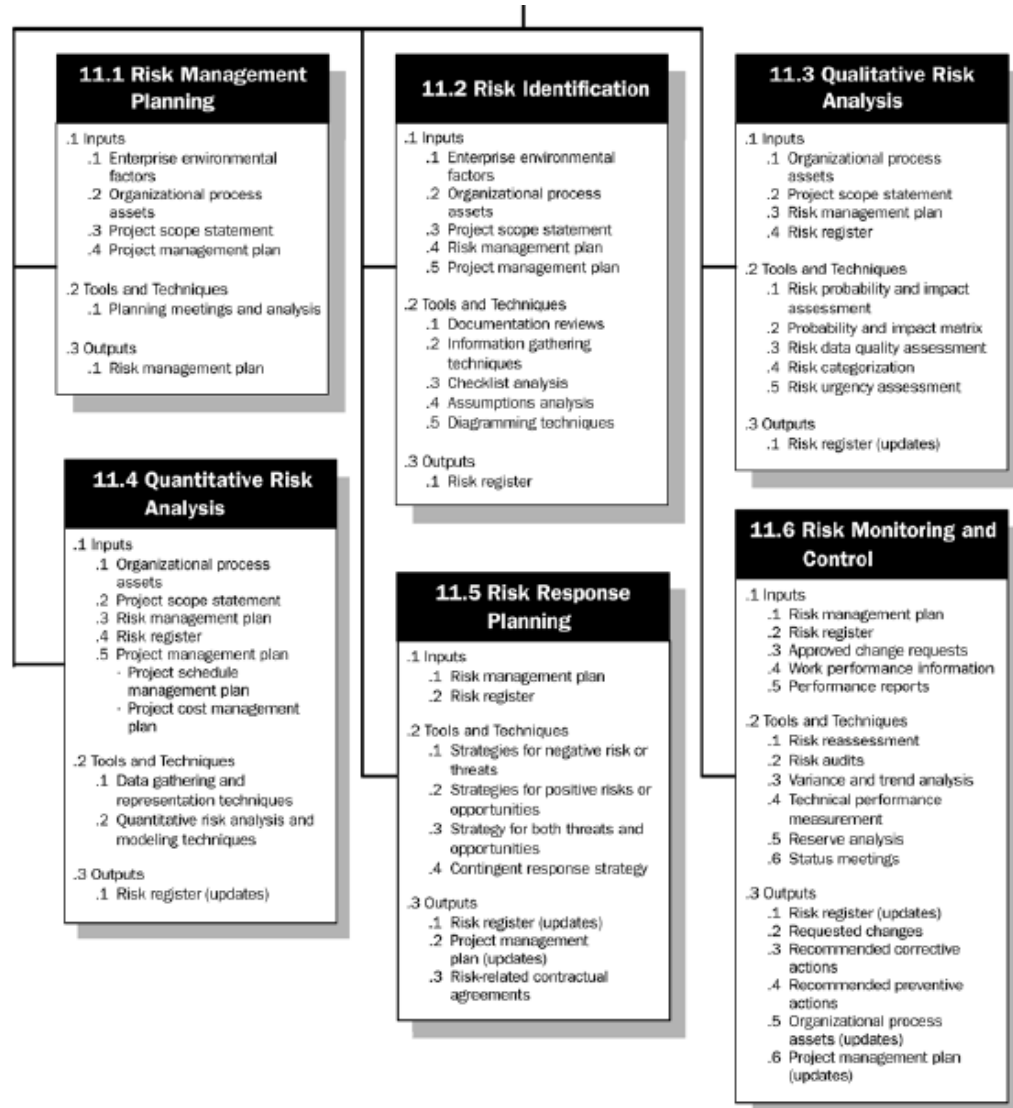 11.1 Risk Management
Planning
.1 Inputs
.1 Enterprise environmental
factors
.2 Organizational process
assets
.3 Project scope statement
.4 Project management plan
.2 Tools and Techniques
.1 Planning meetings and analysis
.3 Outputs
.1 Risk management plan
11.2 Risk Identification
.1 Inputs
.1 Enterprise environmental
factors
.2 Organizational process
assets
.3 Project scope statement
.4 Risk management plan
.5 Project management plan
.2 Tools and Techniques
.1 Documentation reviews
.2 Information gathering
techniques
.3 Checklist analysis
.4 Assumptions analysis
.5 Diagramming techniques
.3 Outputs
.1 Risk register
11.3 Qualitative Risk
Analysis
.1 Inputs
.1 Organizational process
assets
.2 Project scope statement
.3 Risk management plan
.4 Risk register
.2 Tools and Techniques
.1 Risk probability and impact
assessment
.2 Probability and impact matrix
.3 Risk data quality assessment
.4 Risk categorization
.5 Risk urgency assessment
.3 Outputs
.1 Risk register (updates)
11.4 Quantitative Risk
Analysis
.1 Inputs
.1 Organizational process
assets
.2 Project scope statement
.3 Risk management plan
.4 Risk register
.5 Project management plan
· Project schedule
management plan
· Project cost management
plan
.2 Tools and Techniques
.1 Data gathering and
representation techniques
.2 Quantitative risk analysis and
modeling techniques
.3 Outputs
.1 Risk register (updates)
11.5 Risk Response
Planning
.1 Inputs
.1 Risk management plan
.2 Risk register
.2 Tools and Techniques
.1 Strategies for negative risk or
threats
.2 Strategies for positive risks or
opportunities
.3 Strategy for both threats and
opportunities
.4 Contingent response strategy
.3 Outputs
.1 Risk register (updates)
.2 Project management
plan (updates)
.3 Risk-related contractual
agreements
11.6 Risk Monitoring and
Control
.1 Inputs
.1 Risk management plan
.2 Risk register
.3 Approved change requests
.4 Work performance information
.5 Performance reports
.2 Tools and Techniques
.1 Risk reassessment
.2 Risk audits
.3 Variance and trend analysis
.4 Technical performance
measurement
.5 Reserve analysis
.6 Status meetings
.3 Outputs
.1 Risk register (updates)
.2 Requested changes
.3 Recommended corrective
actions
.4 Recommended preventive
actions
.5 Organizational process
assets (updates)
.6 Project management plan
(updates)